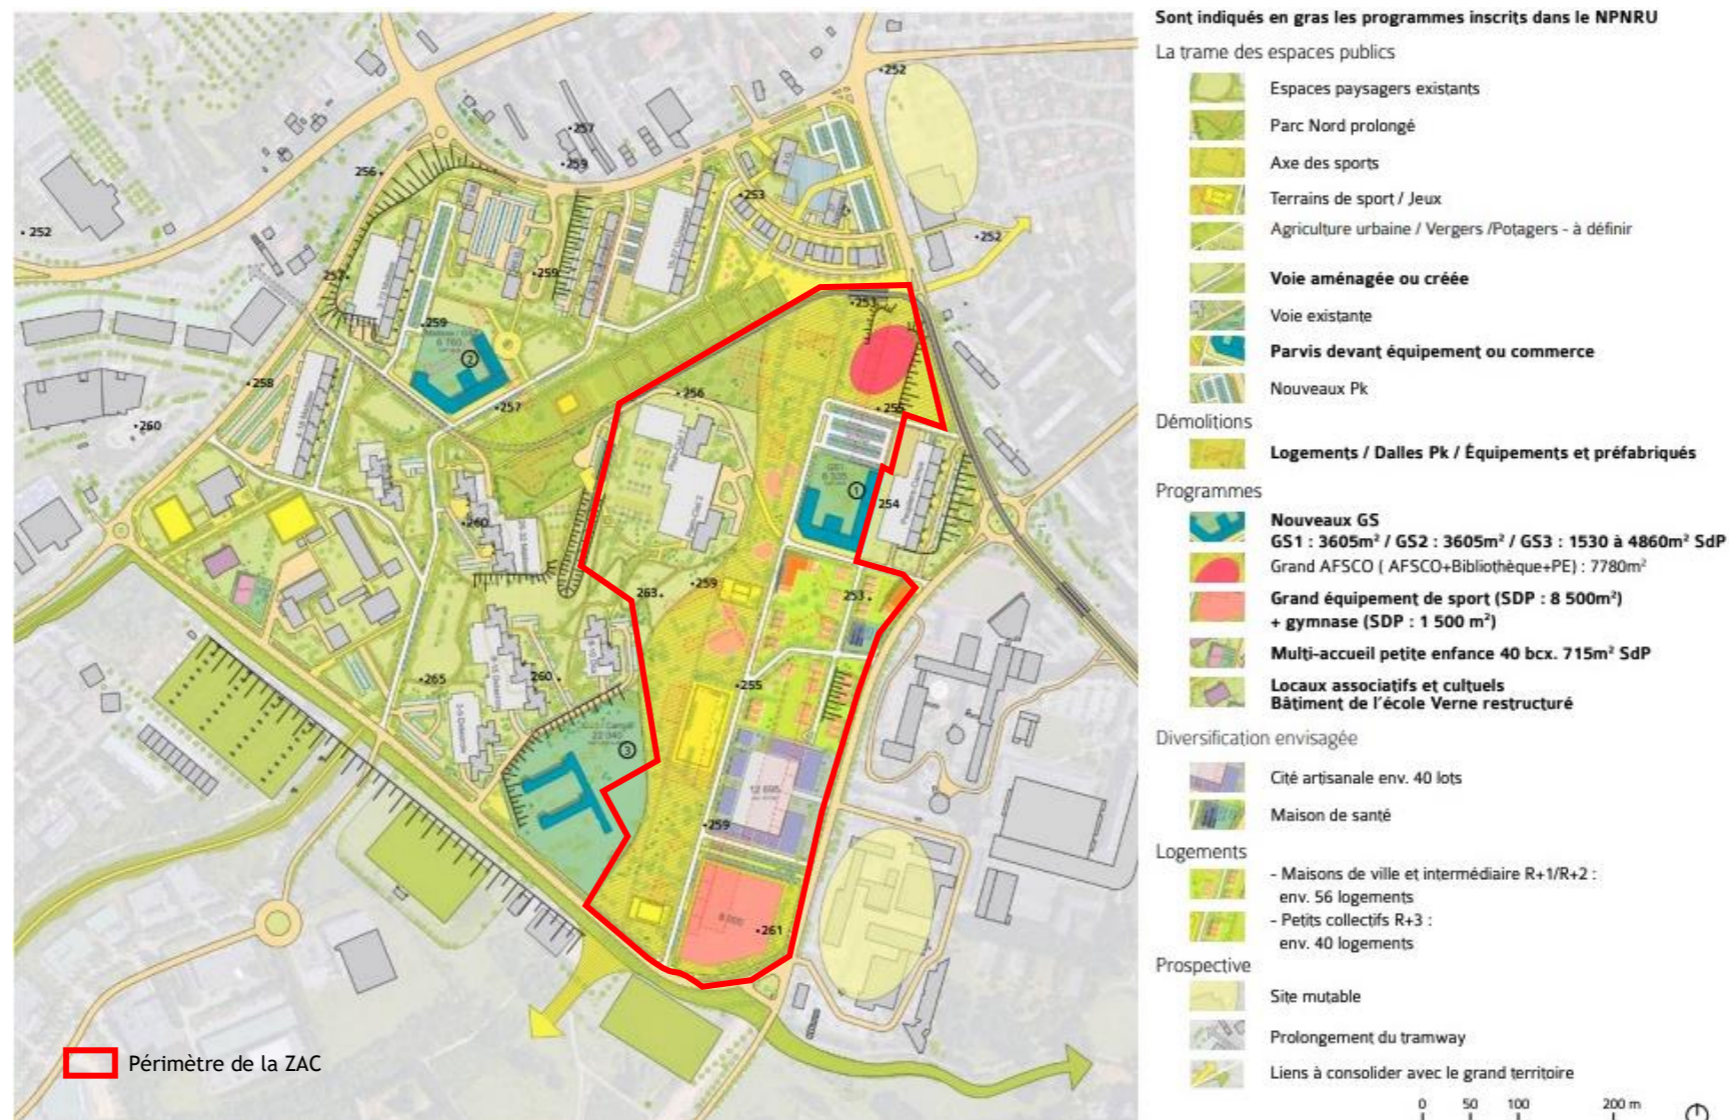 Sont indiqués en gras les programmes inscrits dans le NPNRU
La trame des espaces publics
Espaces paysagers existants
Parc Nord prolongé
Axe des sports
Terrains de sport / Jeux
Agriculture urbaine / Vergers /Potagers - à définir
Voie aménagée ou créée
Voie existante
Parvis devant équipement ou commerce
Nouveaux Pk
Démolitions
Logements / Dalles Pk / Équipements et préfabriqués
Programmes
Nouveaux GS
GS1 : 3605m² / GS2 : 3605m² / GS3 : 1530 à 4860m² SdP
Grand AFSCO ( AFSCO+Bibliothèque+PE) : 7780m²
Grand équipement de sport (SDP : 8 500m²)
+ gymnase (SDP : 1 500 m²)
Multi-accueil petite enfance 40 bcx. 715m² SdP
Locaux associatifs et cultuels
Bâtiment de l'école Verne restructuré
Diversification envisagée
Cité artisanale env. 40 lots
Maison de santé
Logements
- Maisons de ville et intermédiaire R+1/R+2 :
env. 56 logements
- Petits collectifs R+3 :
env. 40 logements
Prospective
Site mutable
Prolongement du tramway
Liens à consolider avec le grand territoire
0 50 100 200 m
252
257
259
256
253
252
252
257
259
253
259
258
257
256
255
260
1
2
254
260
263
259
253
265
260
255
3
12 695
259
261
Périmètre de la ZAC